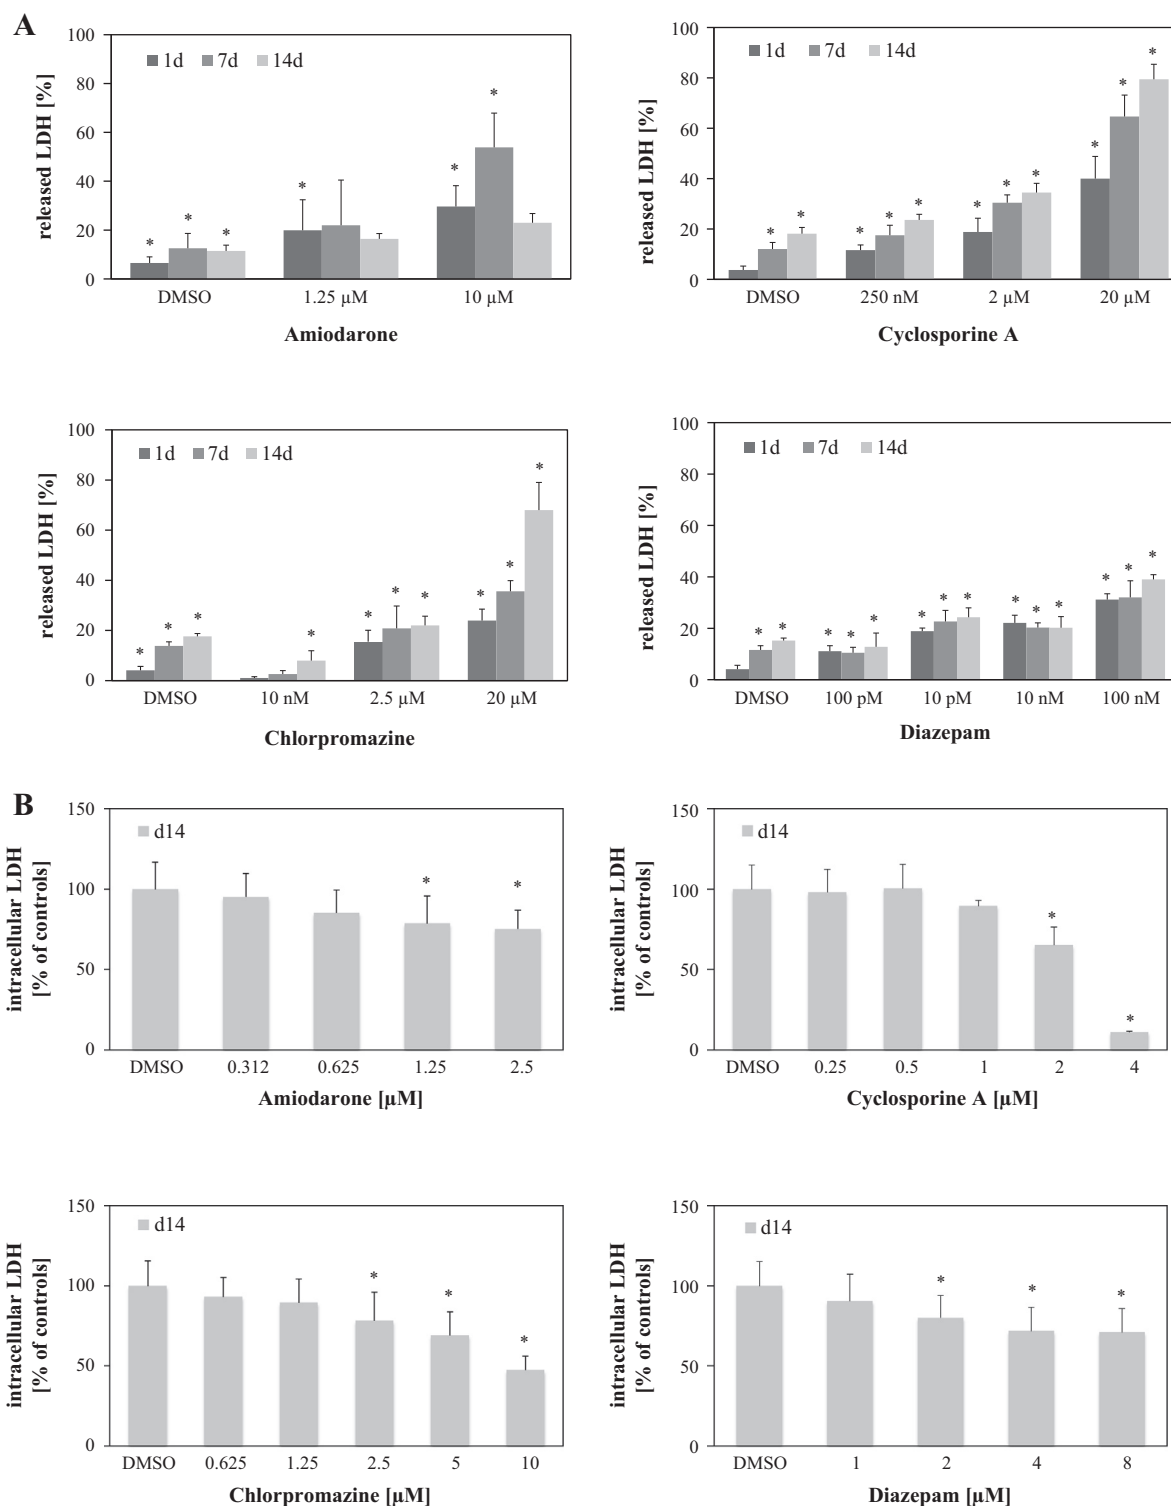 A
released LDH [%]
100
80
60
40
20
0
1d 7d 14d
* * * * * *
DMSO 1.25 µM 10 µM
Amiodarone
released LDH [%]
100
80
60
40
20
0
1d 7d 14d
* * * * * * * * * * *
DMSO 250 nM 2 µM 20 µM
Cyclosporine A
released LDH [%]
100
80
60
40
20
0
1d 7d 14d
* * * * * * * * * *
DMSO 10 nM 2.5 µM 20 µM
Chlorpromazine
released LDH [%]
100
80
60
40
20
0
1d 7d 14d
* * * * * * * * * * * * * *
DMSO 100 pM 10 pM 10 nM 100 nM
Diazepam
B
intracellular LDH
[% of controls]
150
100
50
0
d14
* *
DMSO 0.312 0.625 1.25 2.5
Amiodarone [µM]
intracellular LDH
[% of controls]
150
100
50
0
d14
* *
DMSO 0.25 0.5 1 2 4
Cyclosporine A [µM]
intracellular LDH
[% of controls]
150
100
50
0
d14
* * *
DMSO 0.625 1.25 2.5 5 10
Chlorpromazine [µM]
intracellular LDH
[% of controls]
150
100
50
0
d14
* * *
DMSO 1 2 4 8
Diazepam [µM]